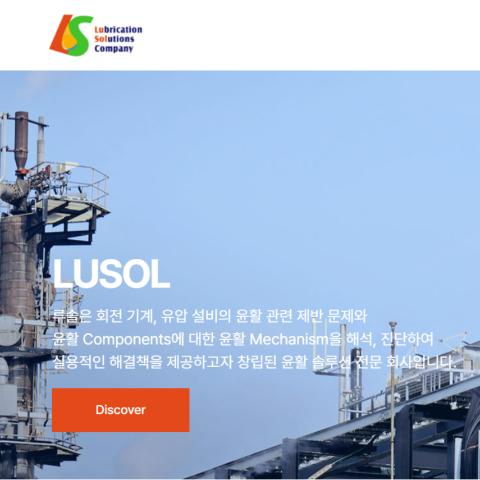 Lubrication
Solutions
Company
LUSOL
루솔은 회전 기계, 유압 설비의 윤활 관련 제반 문제와
윤활 Components에 대한 윤활 Mechanism을 해석, 진단하여
실용적인 해결책을 제공하고자 창립된 윤활 솔루션 전문 회사입니다.
Discover